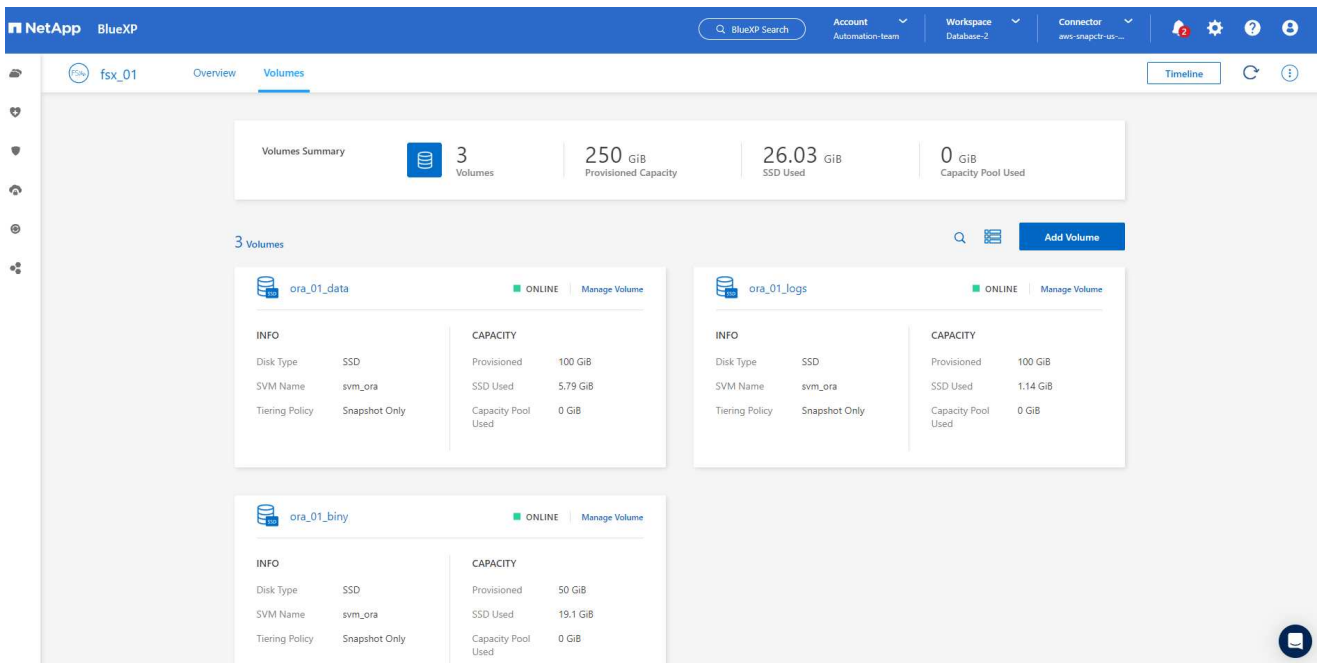 NetApp BlueXP
BlueXP Search
Account
Automation-team
Workspace
Database-2
Connector
aws-snapctr-us-...
2
FSx
fsx_01
Overview
Volumes
Timeline
Volumes Summary
3
Volumes
250 GiB
Provisioned Capacity
26.03 GiB
SSD Used
0 GiB
Capacity Pool Used
3 Volumes
Add Volume
SSD
ora_01_data
ONLINE
Manage Volume
INFO
Disk Type SSD
SVM Name svm_ora
Tiering Policy Snapshot Only
CAPACITY
Provisioned 100 GiB
SSD Used 5.79 GiB
Capacity Pool 0 GiB
Used
SSD
ora_01_logs
ONLINE
Manage Volume
INFO
Disk Type SSD
SVM Name svm_ora
Tiering Policy Snapshot Only
CAPACITY
Provisioned 100 GiB
SSD Used 1.14 GiB
Capacity Pool 0 GiB
Used
SSD
ora_01_biny
ONLINE
Manage Volume
INFO
Disk Type SSD
SVM Name svm_ora
Tiering Policy Snapshot Only
CAPACITY
Provisioned 50 GiB
SSD Used 19.1 GiB
Capacity Pool 0 GiB
Used